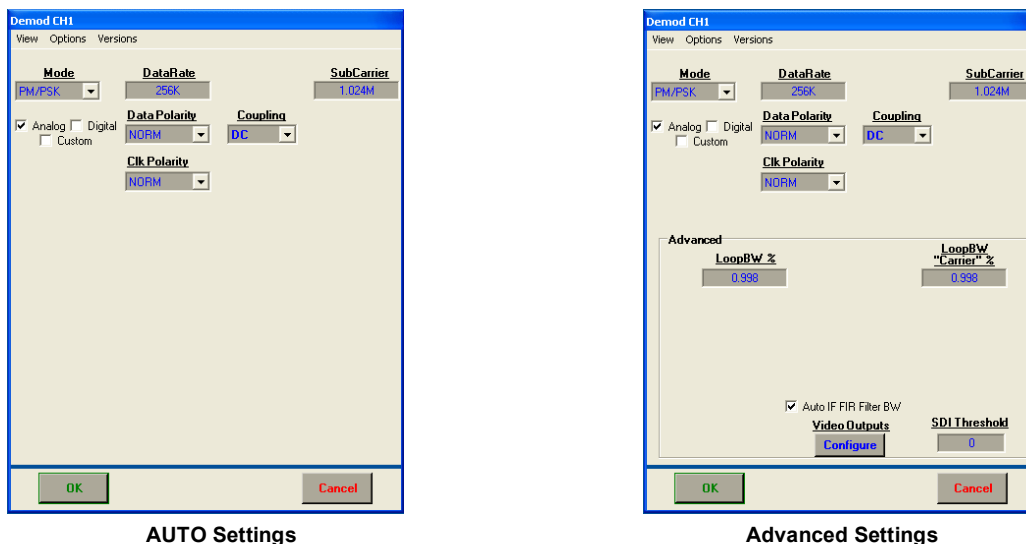 Demod CH1
View Options Versions
Mode DataRate SubCarrier
PM/PSK 256K 1.024M
Analog Digital Data Polarity Coupling
Custom NORM DC
Clk Polarity
NORM
OK Cancel
AUTO Settings
Demod CH1
View Options Versions
Mode DataRate SubCarrier
PM/PSK 256K 1.024M
Analog Digital Data Polarity Coupling
Custom NORM DC
Clk Polarity
NORM
Advanced
LoopBW % LoopBW "Carrier" %
0.998 0.998
Auto IF FIR Filter BW
Video Outputs SDI Threshold
Configure 0
OK Cancel
Advanced Settings